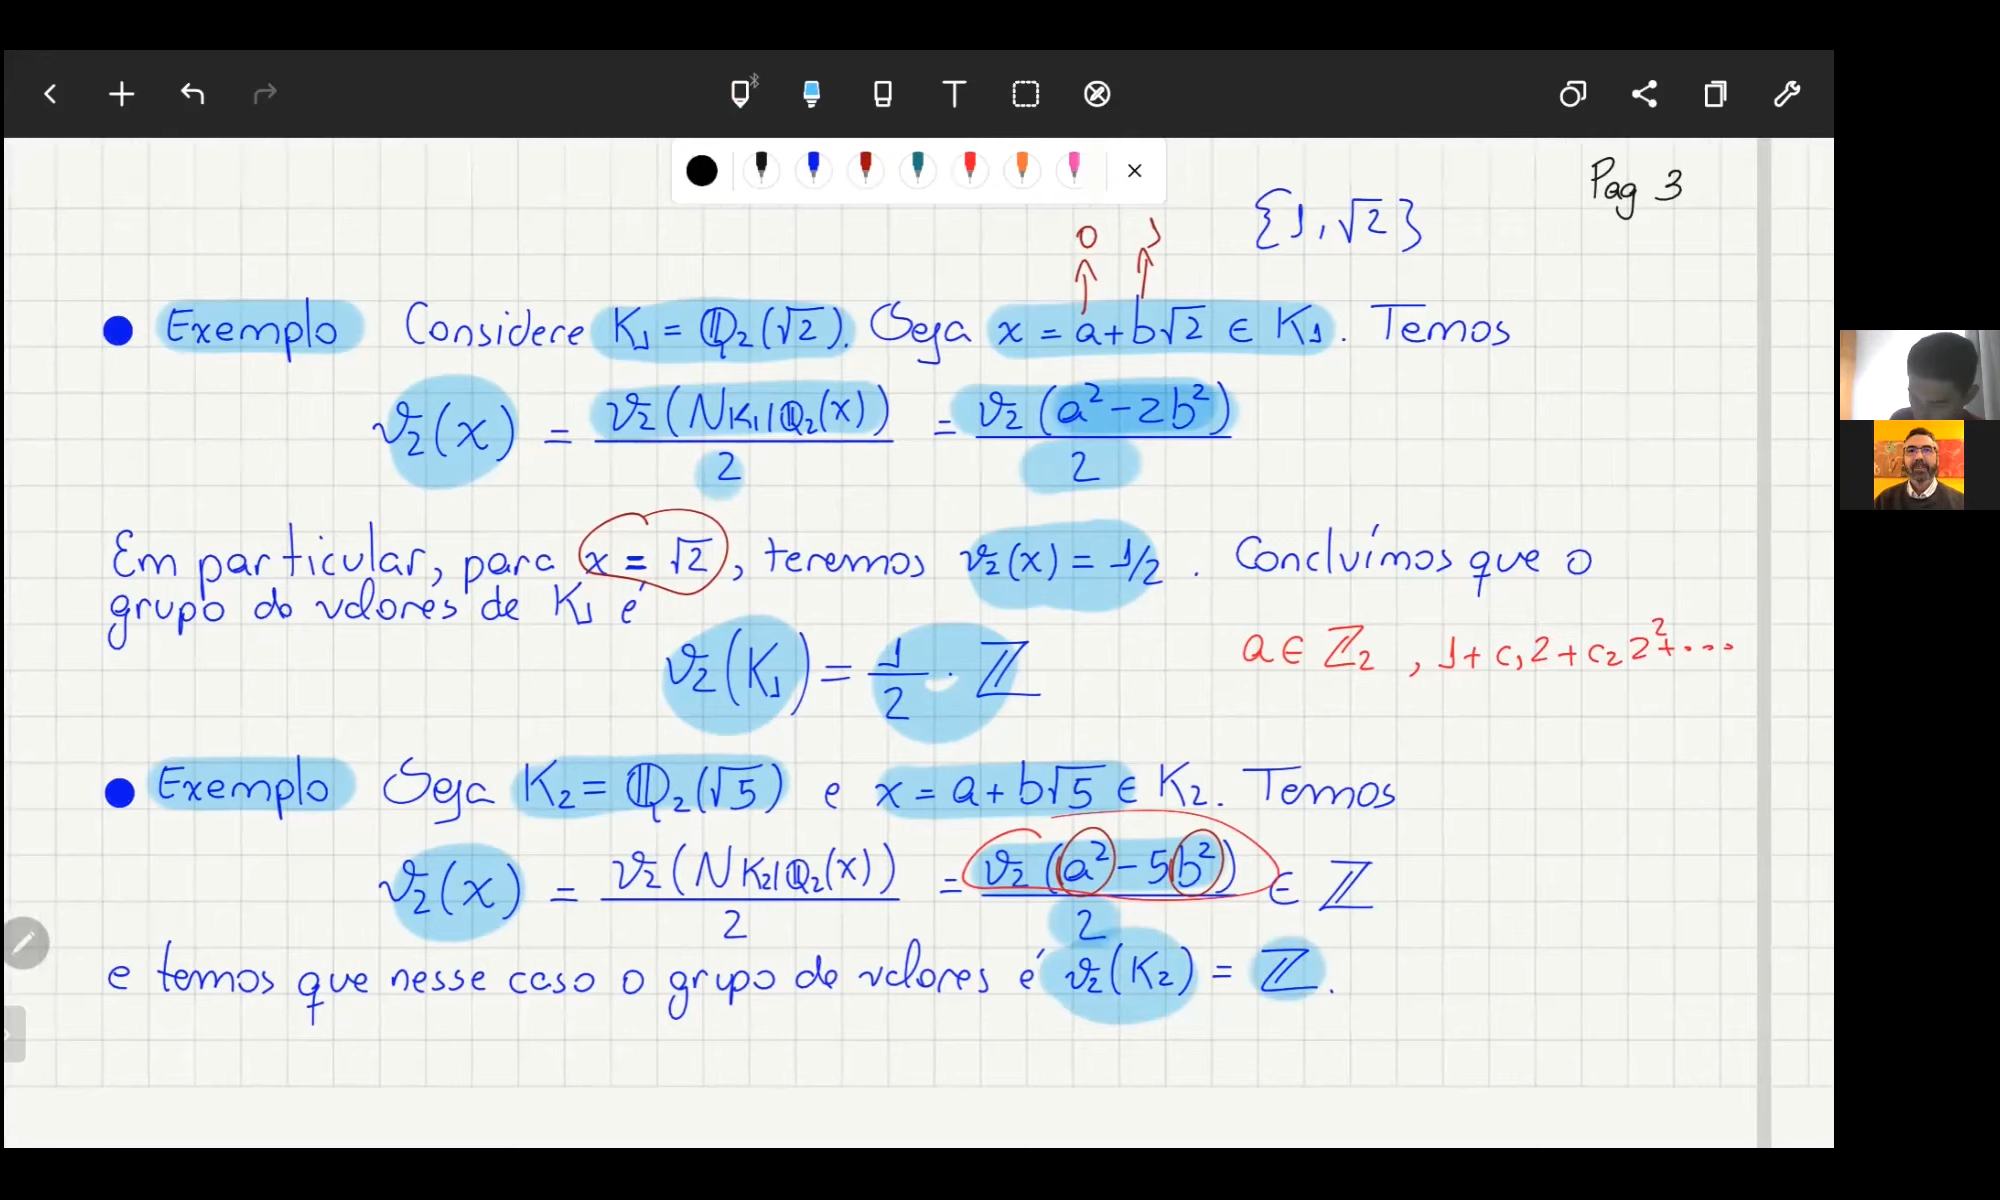 Pag 3
{1, √2}
0 1
• Exemplo Considere K₁ = ℚ₂(√2). Seja x = a+b√2 ∈ K₁. Temos
v₂(x) = v₂(N_{K₁|ℚ₂}(x))/2 = v₂(a²-2b²)/2
Em particular, para x = √2, teremos v₂(x) = 1/2. Concluímos que o
grupo de valores de K₁ é
a ∈ ℤ₂, 1+c₁2+c₂2²+...
v₂(K₁) = 1/2 · ℤ
• Exemplo Seja K₂ = ℚ₂(√5) e x = a+b√5 ∈ K₂. Temos
v₂(x) = v₂(N_{K₂|ℚ₂}(x))/2 = v₂(a²-5b²)/2 ∈ ℤ
e temos que nesse caso o grupo de valores é v₂(K₂) = ℤ.